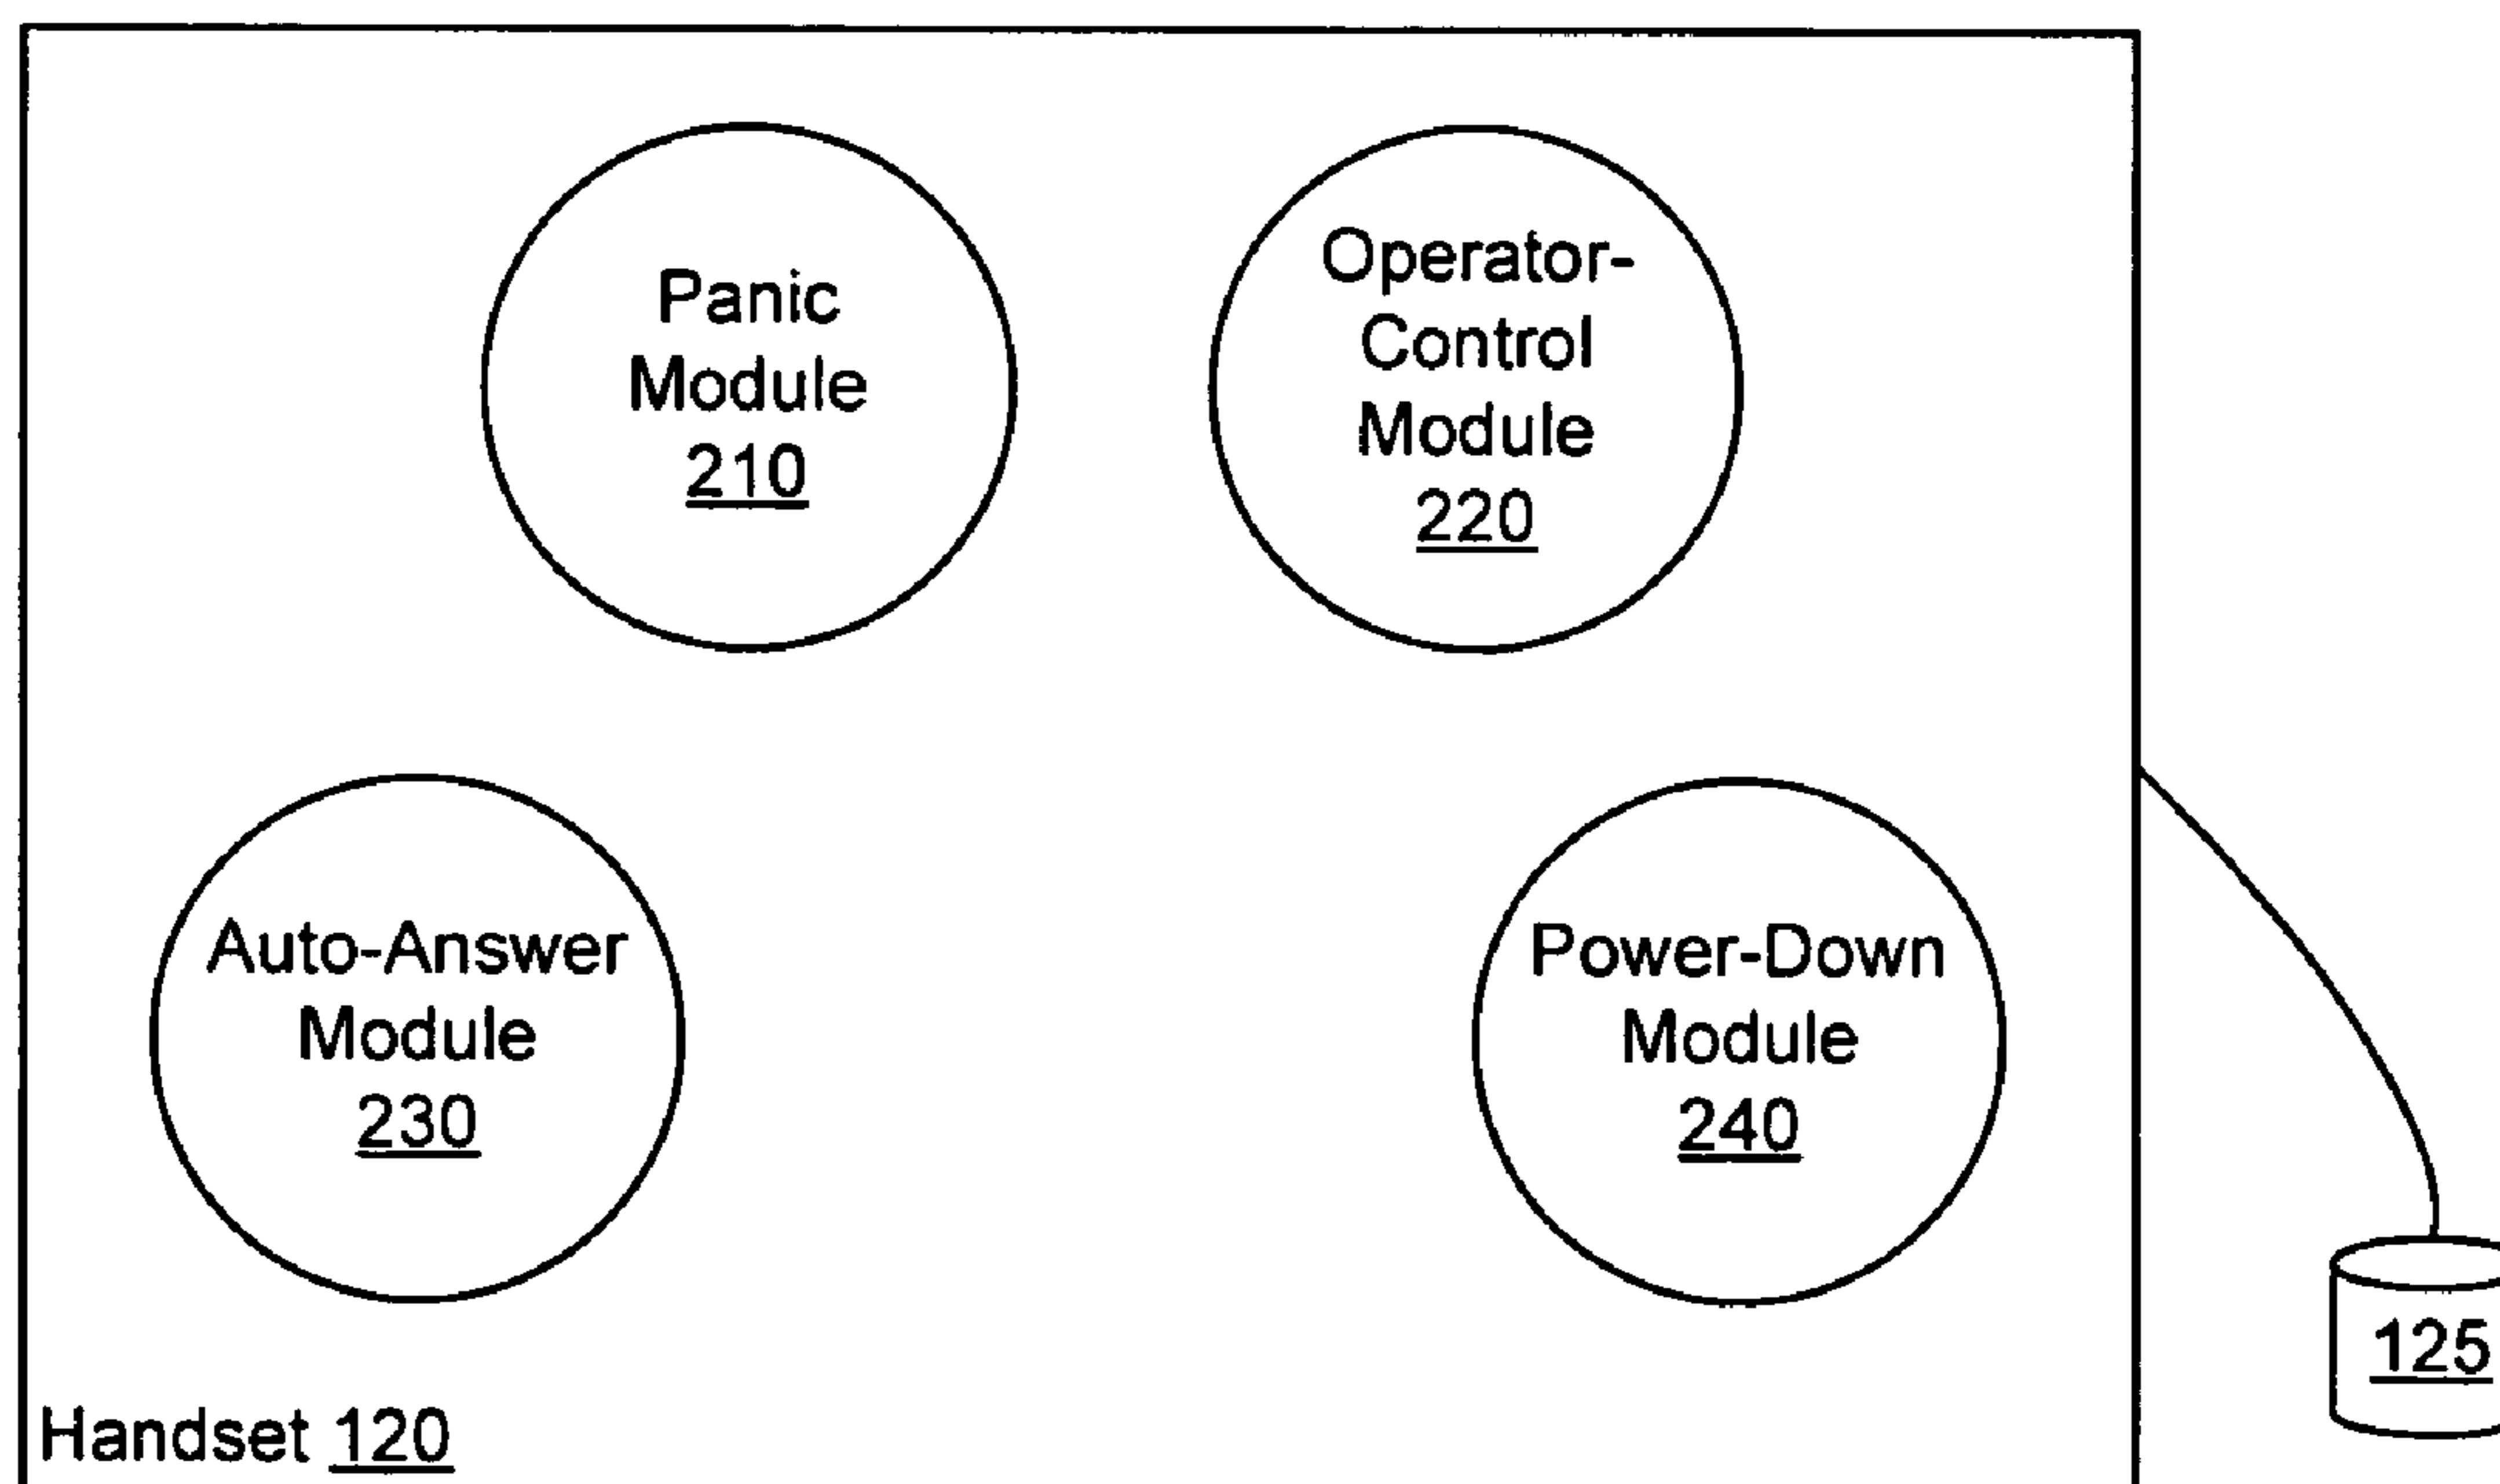 Panic
Module
210
Operator-
Control
Module
220
Auto-Answer
Module
230
Power-Down
Module
240
125
Handset 120